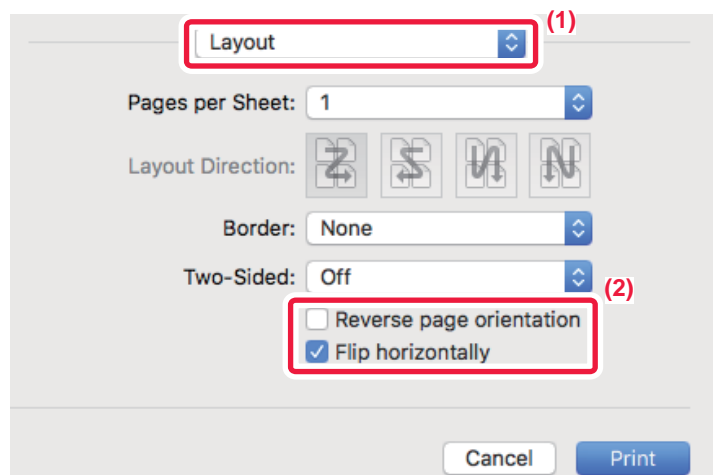 (1)
Layout
Pages per Sheet: 1
Layout Direction:
Border: None
Two-Sided: Off
(2)
Reverse page orientation
Flip horizontally
Cancel Print